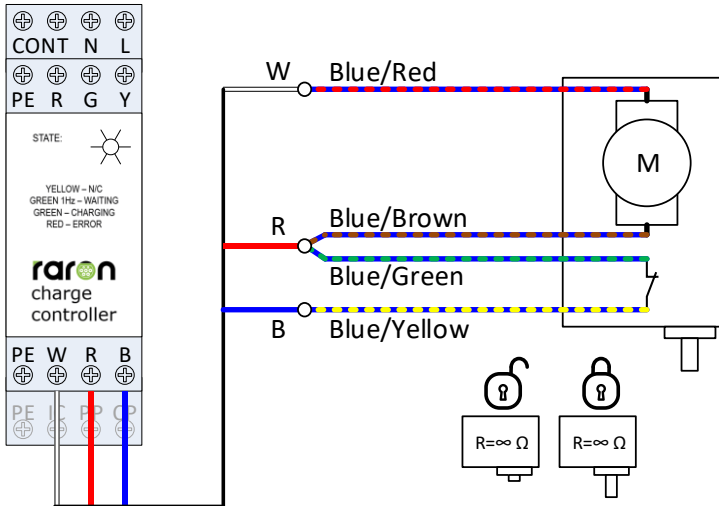 CONT N L
PE R G Y
STATE:
YELLOW – N/C
GREEN 1Hz – WAITING
GREEN – CHARGING
RED – ERROR
raron
charge
controller
PE W R B
PE IC PP CP
W Blue/Red
R Blue/Brown
Blue/Green
B Blue/Yellow
M
R=∞ Ω
R=∞ Ω